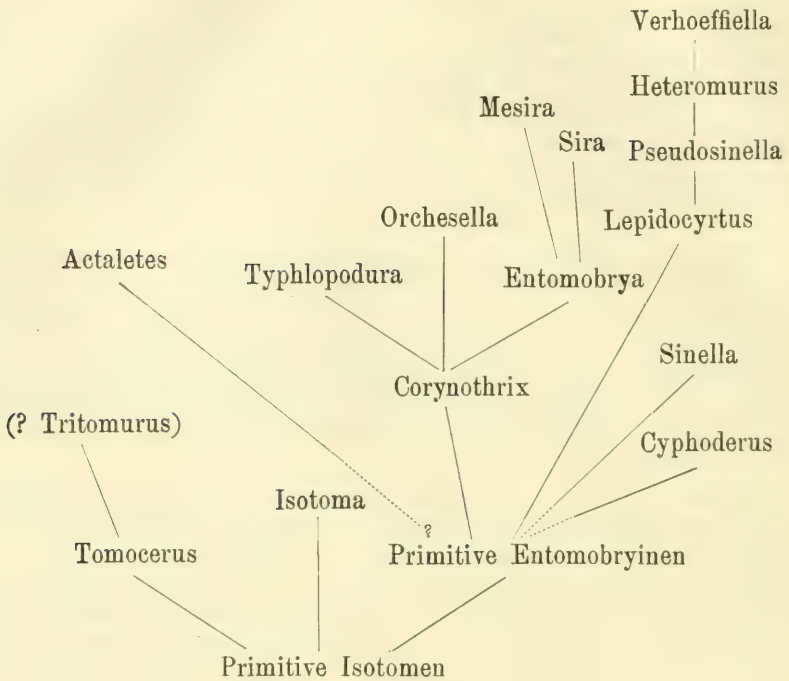 Verhoeffiella
Heteromurus
Mesira
Sira
Pseudosinella
Orchesella
Lepidocyrtus
Actaletes
Typhlopodura
Entomobrya
Sinella
Corynothrix
(? Tritomurus)
Cyphoderus
Isotoma
?
Tomocerus
Primitive Entomobryinen
Primitive Isotomen